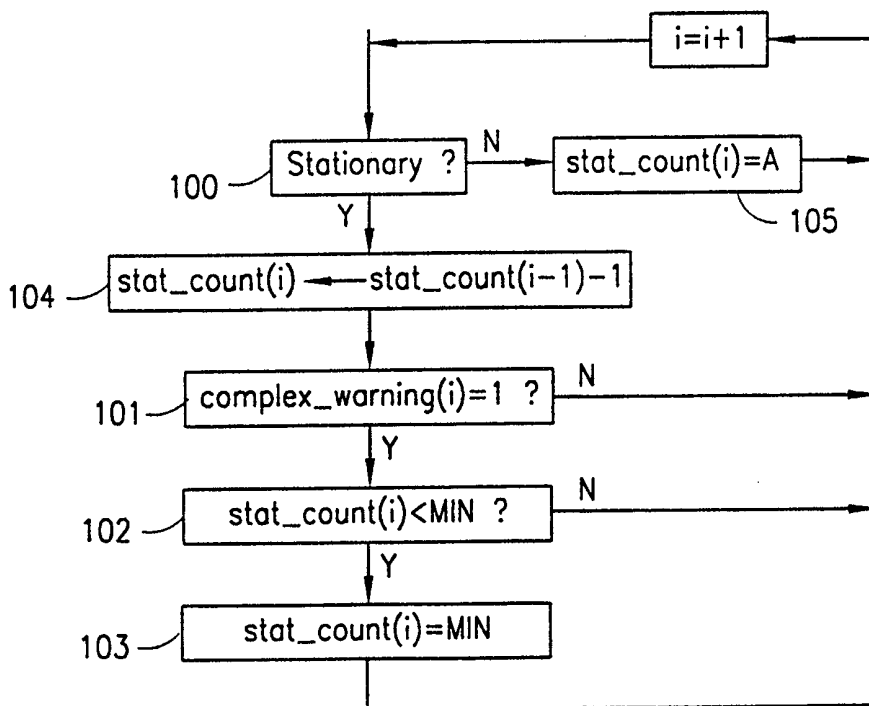 i=i+1
Stationary ?
N
stat_count(i)=A
100
105
Y
stat_count(i) stat_count(i-1)-1
104
complex_warning(i)=1 ?
N
101
Y
stat_count(i)<MIN ?
N
102
Y
stat_count(i)=MIN
103